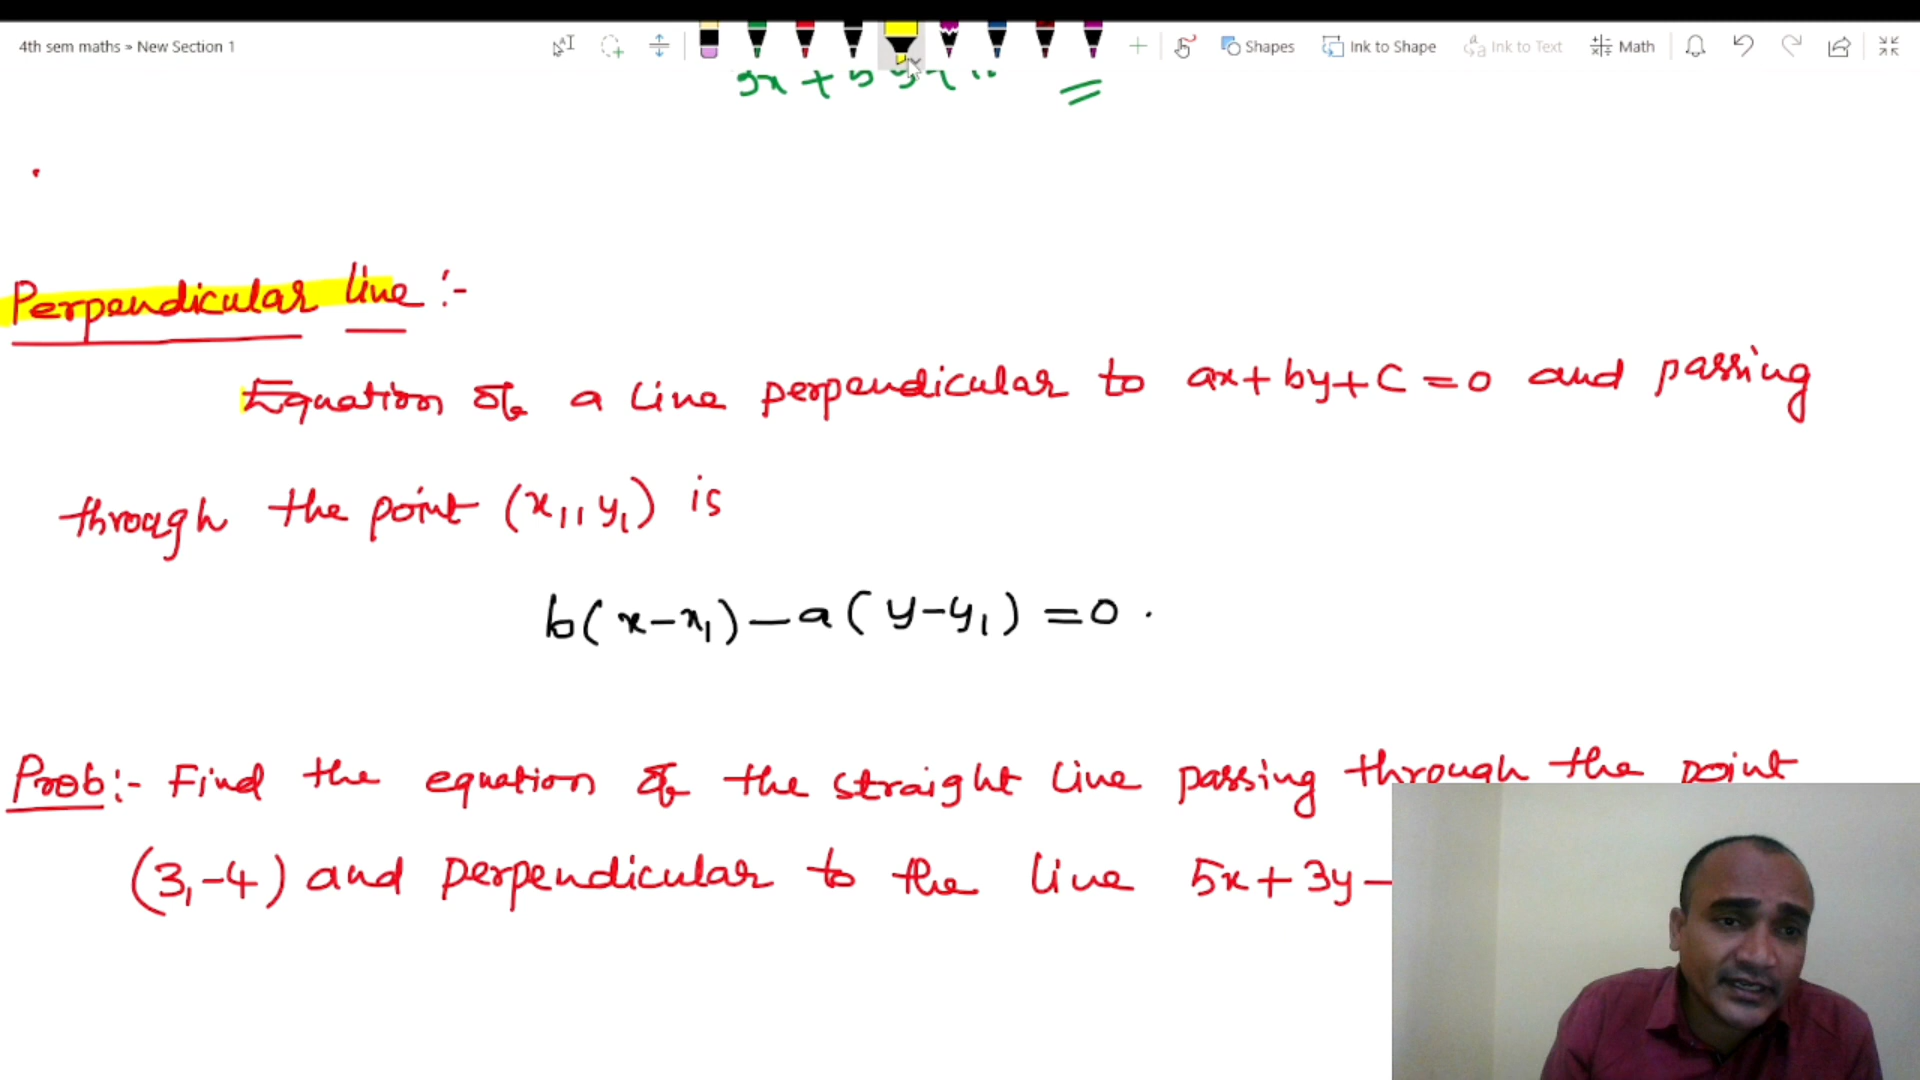 4th sem maths » New Section 1
Shapes Ink to Shape Ink to Text Math
Perpendicular line :-
Equation of a line perpendicular to ax+by+c=0 and passing
through the point (x1, y1) is
b(x-x1)-a(y-y1)=0.
Prob:- Find the equation of the straight line passing through the point
(3,-4) and perpendicular to the line 5x+3y-